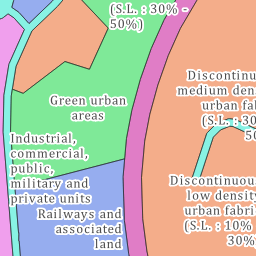 (S.L. : 30% -
50%)
Discontinu
medium den
urban fab
(S.L. : 30
50
Green urban
areas
Industrial,
commercial,
public,
military and
private units
Discontinuous
low density
urban fabri
(S.L. : 10%
30%
Railways and
associated
land